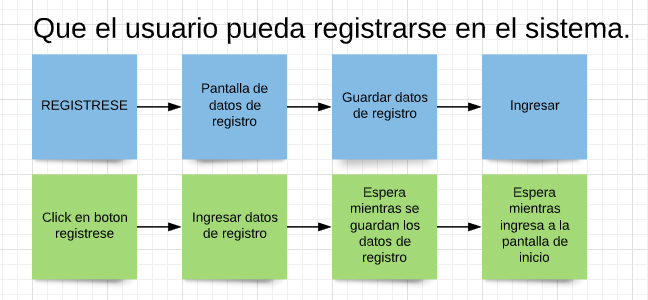 Que el usuario pueda registrarse en el sistema.
REGISTRESE
Pantalla de
datos de
registro
Guardar datos
de registro
Ingresar
Click en boton
registrese
Ingresar datos
de registro
Espera
mientras se
guardan los
datos de
registro
Espera
mientras
ingresa a la
pantalla de
inicio